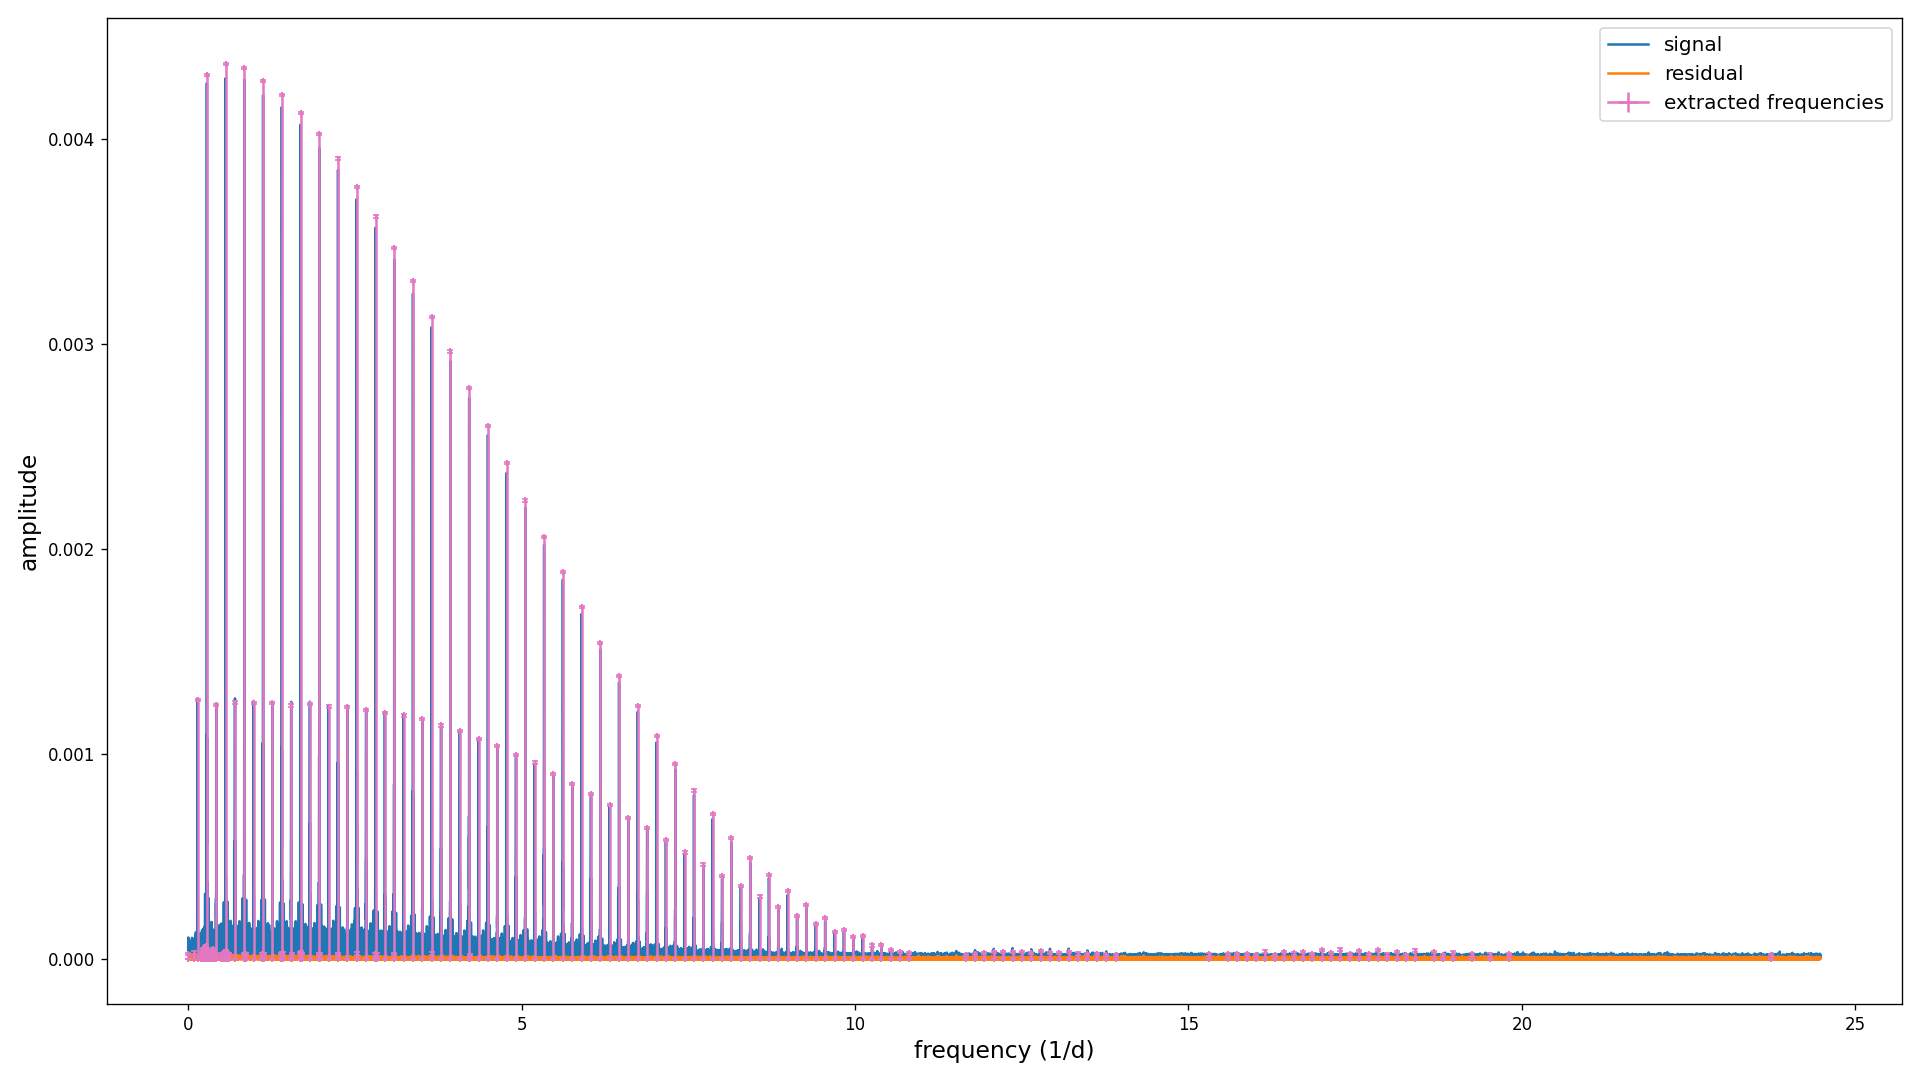 signal
residual
extracted frequencies
0.004
0.003
0.002
0.001
0.000
amplitude
0 5 10 15 20 25
frequency (1/d)